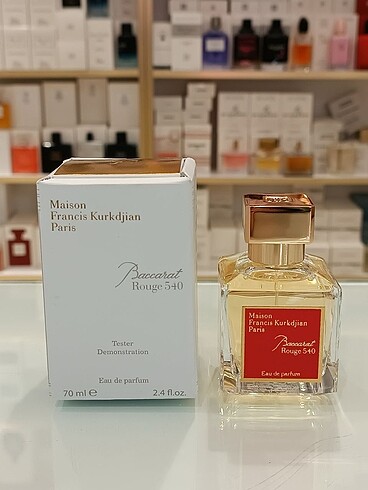 Maison
Francis Kurkdjian
Paris
Baccarat
Rouge 540
Tester
Demonstration
Eau de parfum
70 ml ℮ 2.4 fl.oz.
Maison
Francis Kurkdjian
Paris
Baccarat
Rouge 540
Eau de parfum